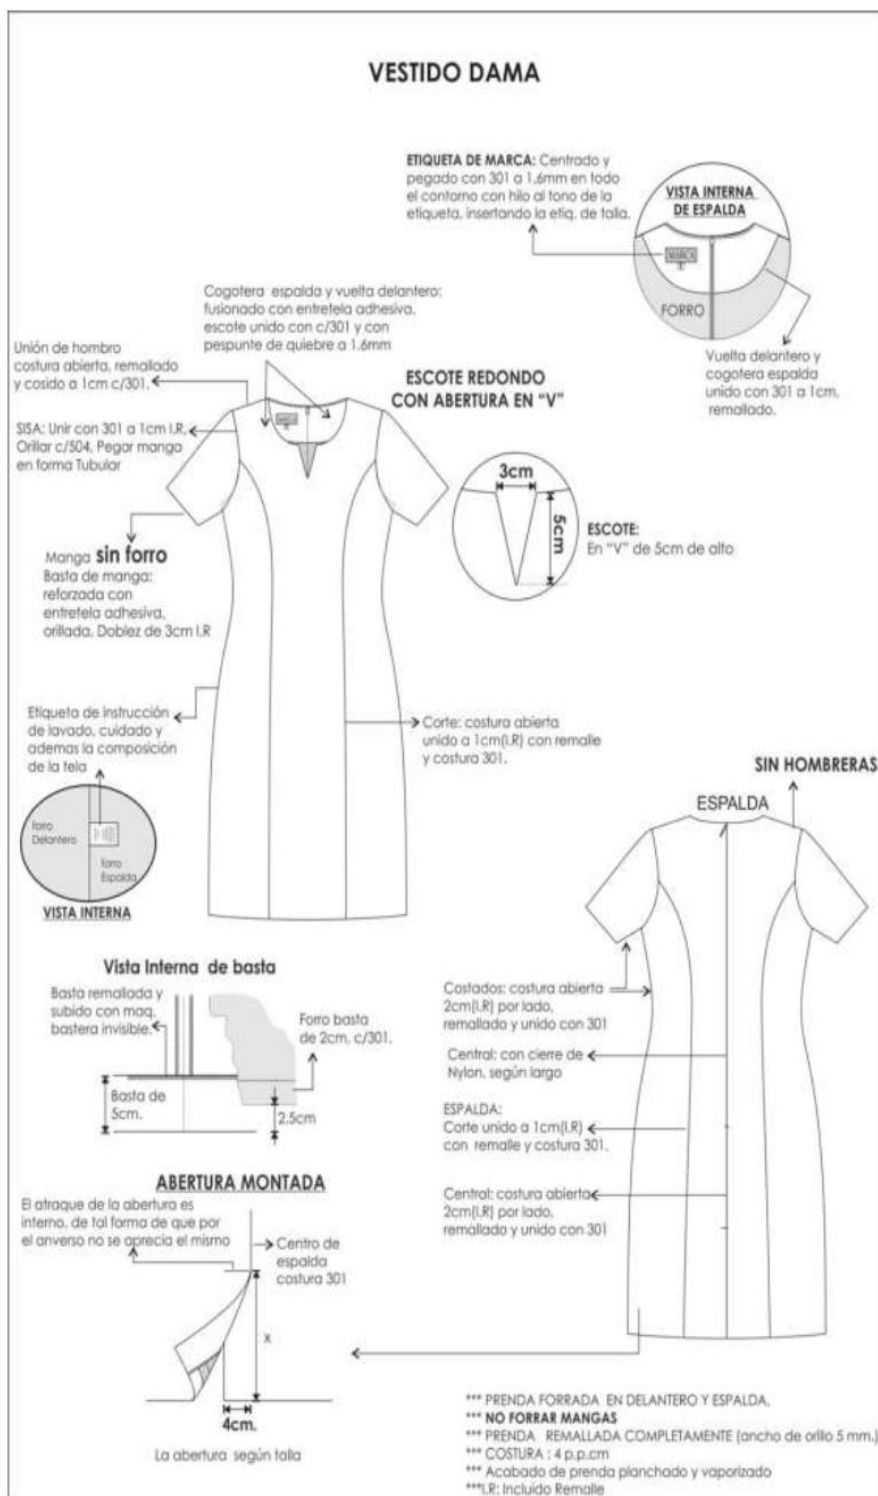 VESTIDO DAMA
ETIQUETA DE MARCA: Centrado y
pegado con 301 a 1.6mm en todo
el contorno con hilo al tono de la
etiqueta, insertando la etiq. de talla.
VISTA INTERNA
DE ESPALDA
MARCA
FORRO
Vuelta delantero y
cogotera espalda
unido con 301 a 1cm,
remallado.
Cogotera espalda y vuelta delantero:
fusionado con entretela adhesiva,
escote unido con c/301 y con
pespunte de quiebre a 1.6mm
Unión de hombro
costura abierta, remallado
y cosido a 1cm c/301.
ESCOTE REDONDO
CON ABERTURA EN "V"
SISA: Unir con 301 a 1cm I.R.
Orillar c/504, Pegar manga
en forma Tubular
3cm
5cm
ESCOTE:
En "V" de 5cm de alto
Manga sin forro
Basta de manga:
reforzada con
entretela adhesiva,
orillada. Doblez de 3cm I.R
Etiqueta de instrucción
de lavado, cuidado y
ademas la composición
de la tela
Corte: costura abierta
unido a 1cm(I.R) con remalle
y costura 301.
forro
Delantero
forro
Espalda
VISTA INTERNA
SIN HOMBRERAS
ESPALDA
Vista Interna de basta
Basta remallada y
subido con maq.
bastera invisible.
Forro basta
de 2cm. c/301.
Basta de
5cm.
2.5cm
Costados: costura abierta
2cm(I.R) por lado,
remallado y unido con 301
Central: con cierre de
Nylon, según largo
ESPALDA:
Corte unido a 1cm(I.R)
con remalle y costura 301.
Central: costura abierta
2cm(I.R) por lado,
remallado y unido con 301
ABERTURA MONTADA
El atraque de la abertura es
interno, de tal forma de que por
el anverso no se aprecia el mismo
Centro de
espalda
costura 301
x
4cm.
La abertura según talla
*** PRENDA FORRADA EN DELANTERO Y ESPALDA.
*** NO FORRAR MANGAS
*** PRENDA REMALLADA COMPLETAMENTE (ancho de orillo 5 mm.)
*** COSTURA : 4 p.p.cm
*** Acabado de prenda planchado y vaporizado
***I.R: Incluído Remalle